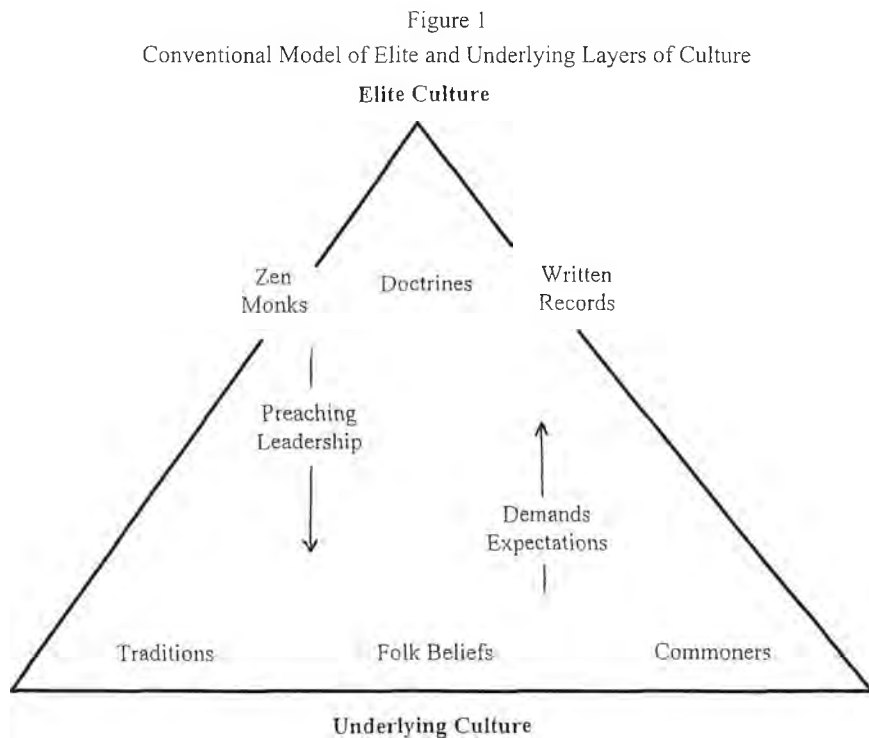 Figure 1
Conventional Model of Elite and Underlying Layers of Culture
Elite Culture
Zen
Monks
Doctrines
Written
Records
Preaching
Leadership
Demands
Expectations
Traditions
Folk Beliefs
Commoners
Underlying Culture